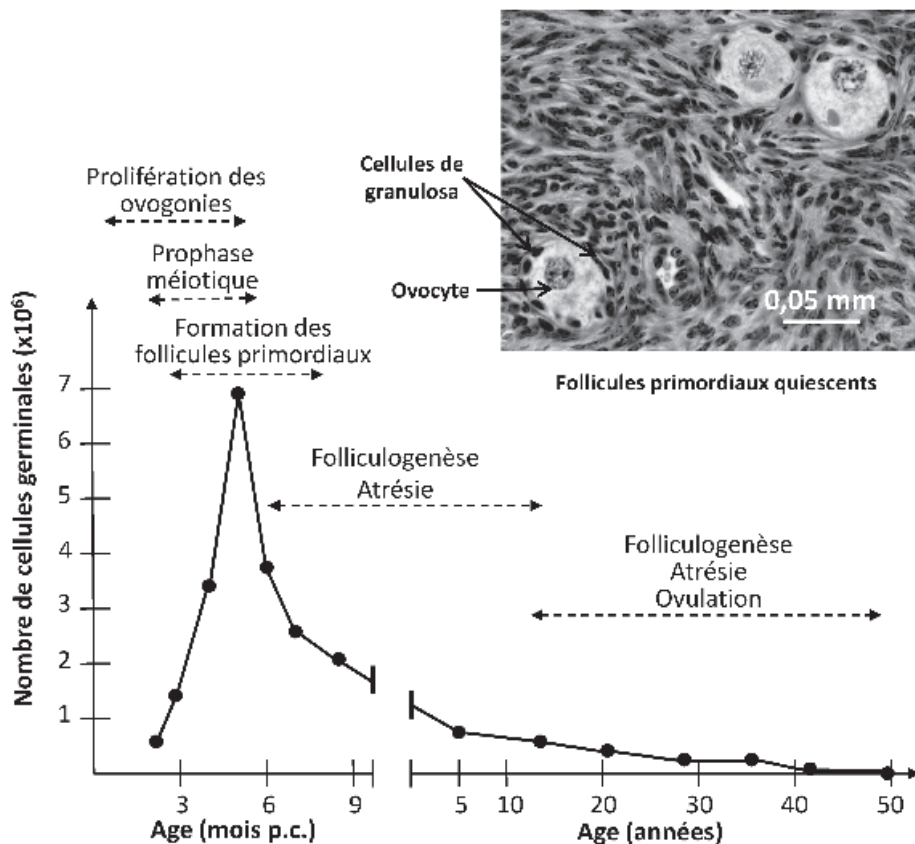 Prolifération des
ovogonies
Prophase
méiotique
Formation des
follicules primordiaux
Cellules de
granulosa
Ovocyte
0,05 mm
Follicules primordiaux quiescents
Folliculogenèse
Atrésie
Folliculogenèse
Atrésie
Ovulation
Nombre de cellules germinales (x10⁶)
7
6
5
4
3
2
1
3 6 9
Age (mois p.c.)
5 10 20 30 40 50
Age (années)